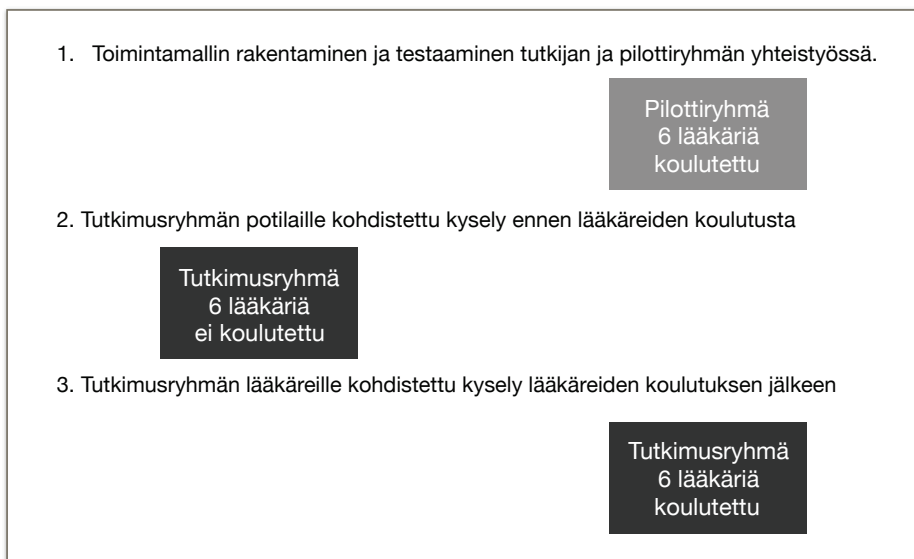 1. Toimintamallin rakentaminen ja testaaminen tutkijan ja pilottiryhmän yhteistyössä.
Pilottiryhmä
6 lääkäriä
koulutettu
2. Tutkimusryhmän potilaille kohdistettu kysely ennen lääkäreiden koulutusta
Tutkimusryhmä
6 lääkäriä
ei koulutettu
3. Tutkimusryhmän lääkäreille kohdistettu kysely lääkäreiden koulutuksen jälkeen
Tutkimusryhmä
6 lääkäriä
koulutettu